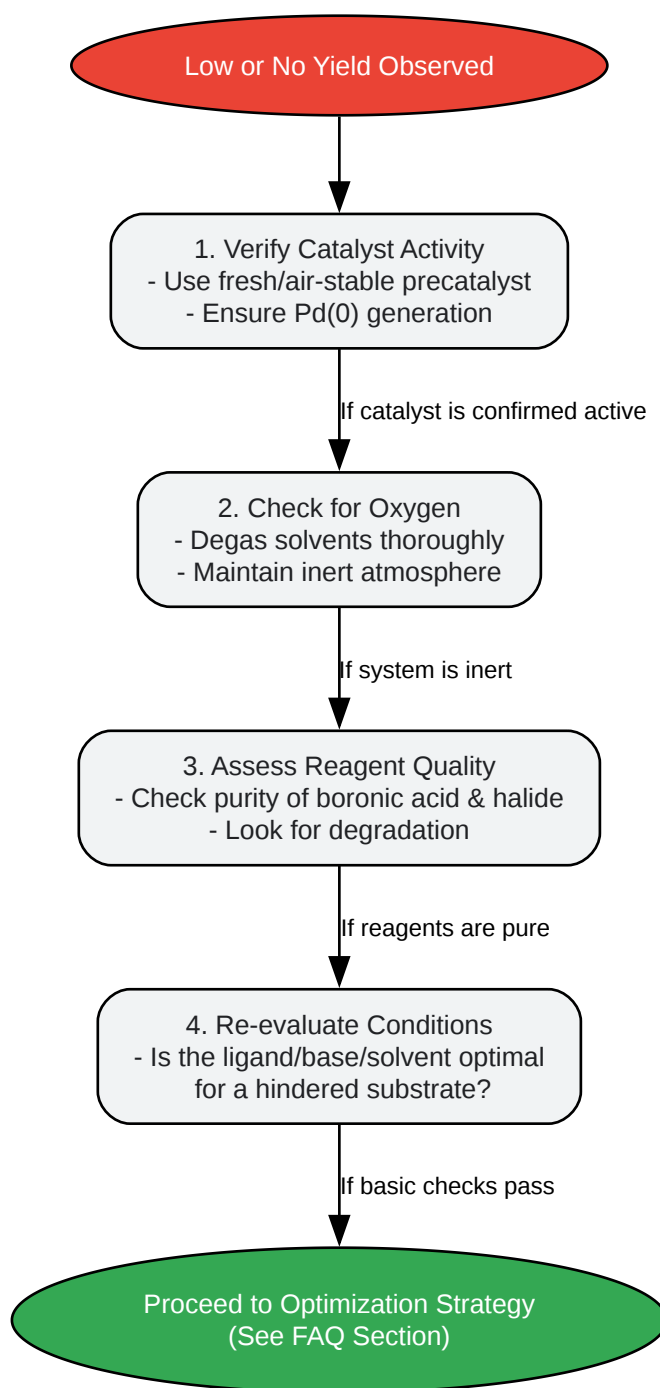 Low or No Yield Observed
1. Verify Catalyst Activity
- Use fresh/air-stable precatalyst
- Ensure Pd(0) generation
If catalyst is confirmed active
2. Check for Oxygen
- Degas solvents thoroughly
- Maintain inert atmosphere
If system is inert
3. Assess Reagent Quality
- Check purity of boronic acid & halide
- Look for degradation
If reagents are pure
4. Re-evaluate Conditions
- Is the ligand/base/solvent optimal
for a hindered substrate?
If basic checks pass
Proceed to Optimization Strategy
(See FAQ Section)